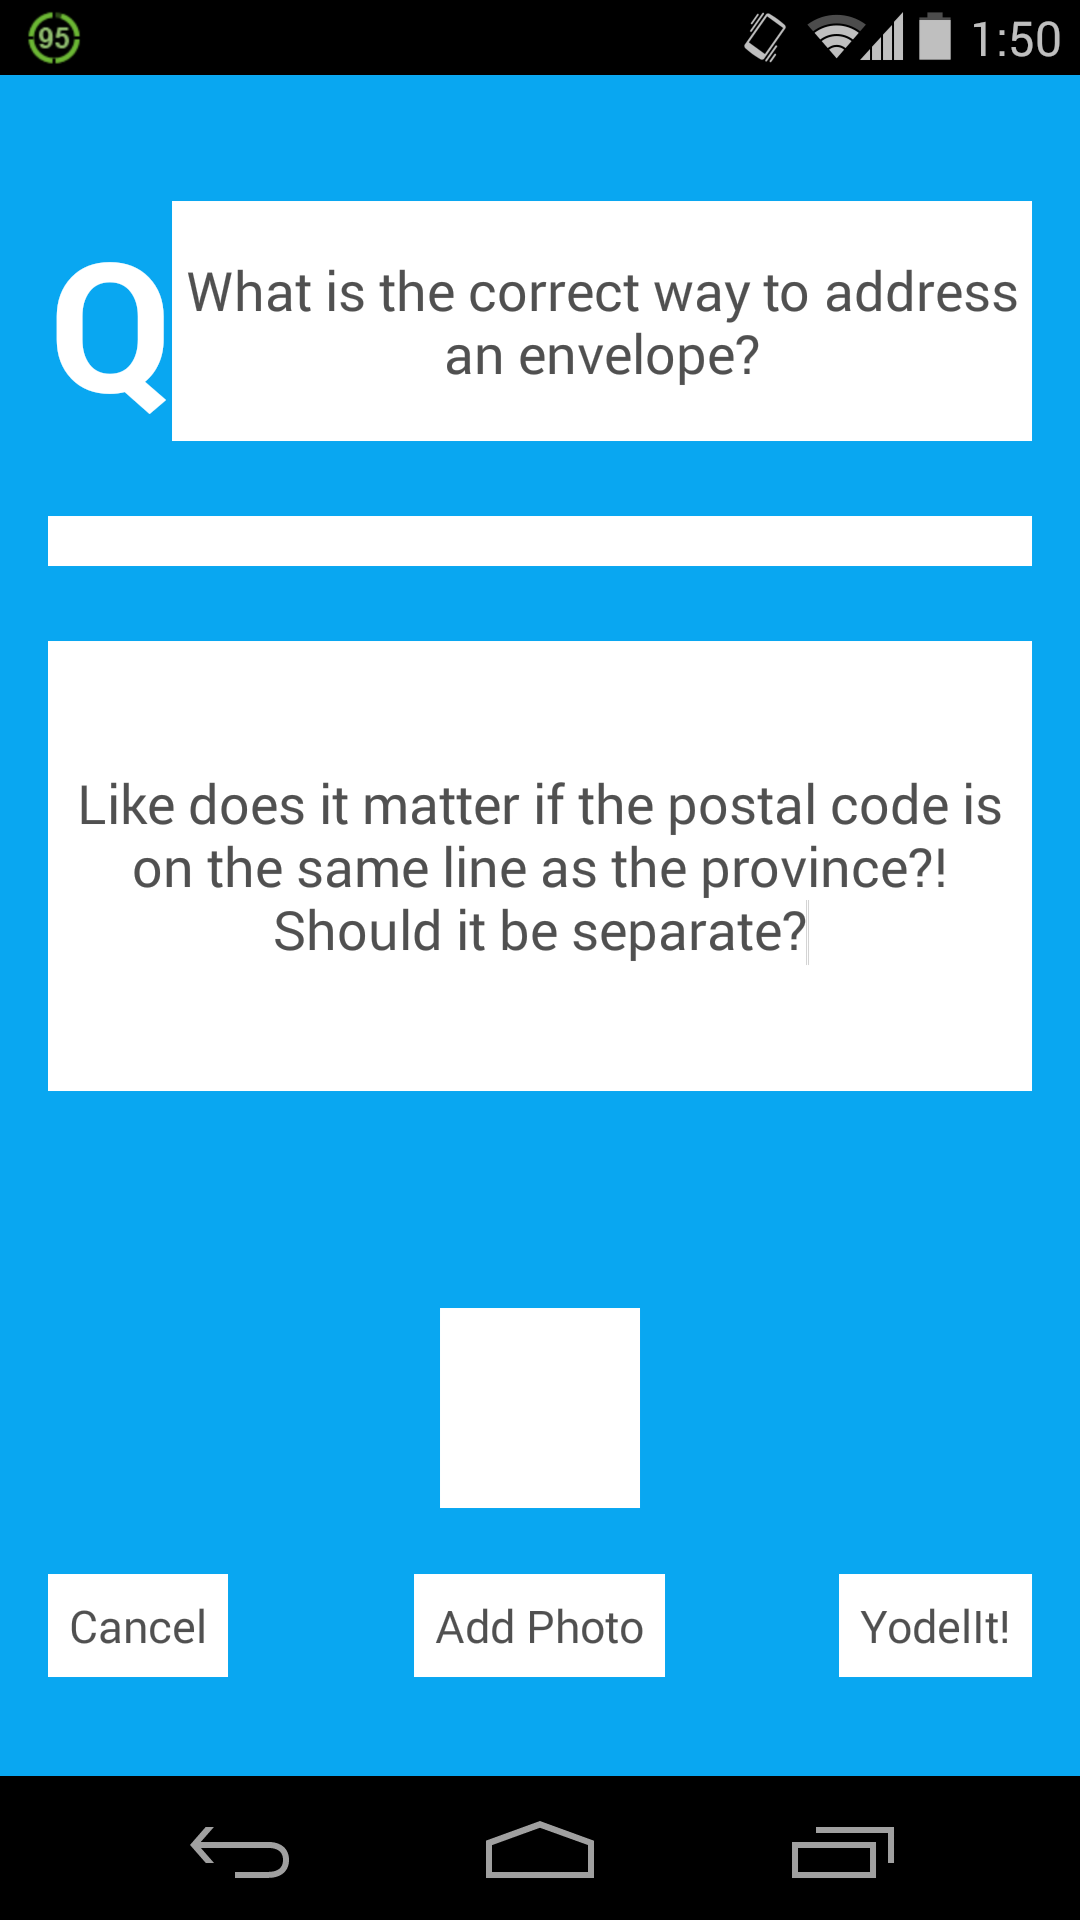 95
1:50
Q
What is the correct way to address
an envelope?
Like does it matter if the postal code is
on the same line as the province?!
Should it be separate?
Cancel
Add Photo
YodelIt!